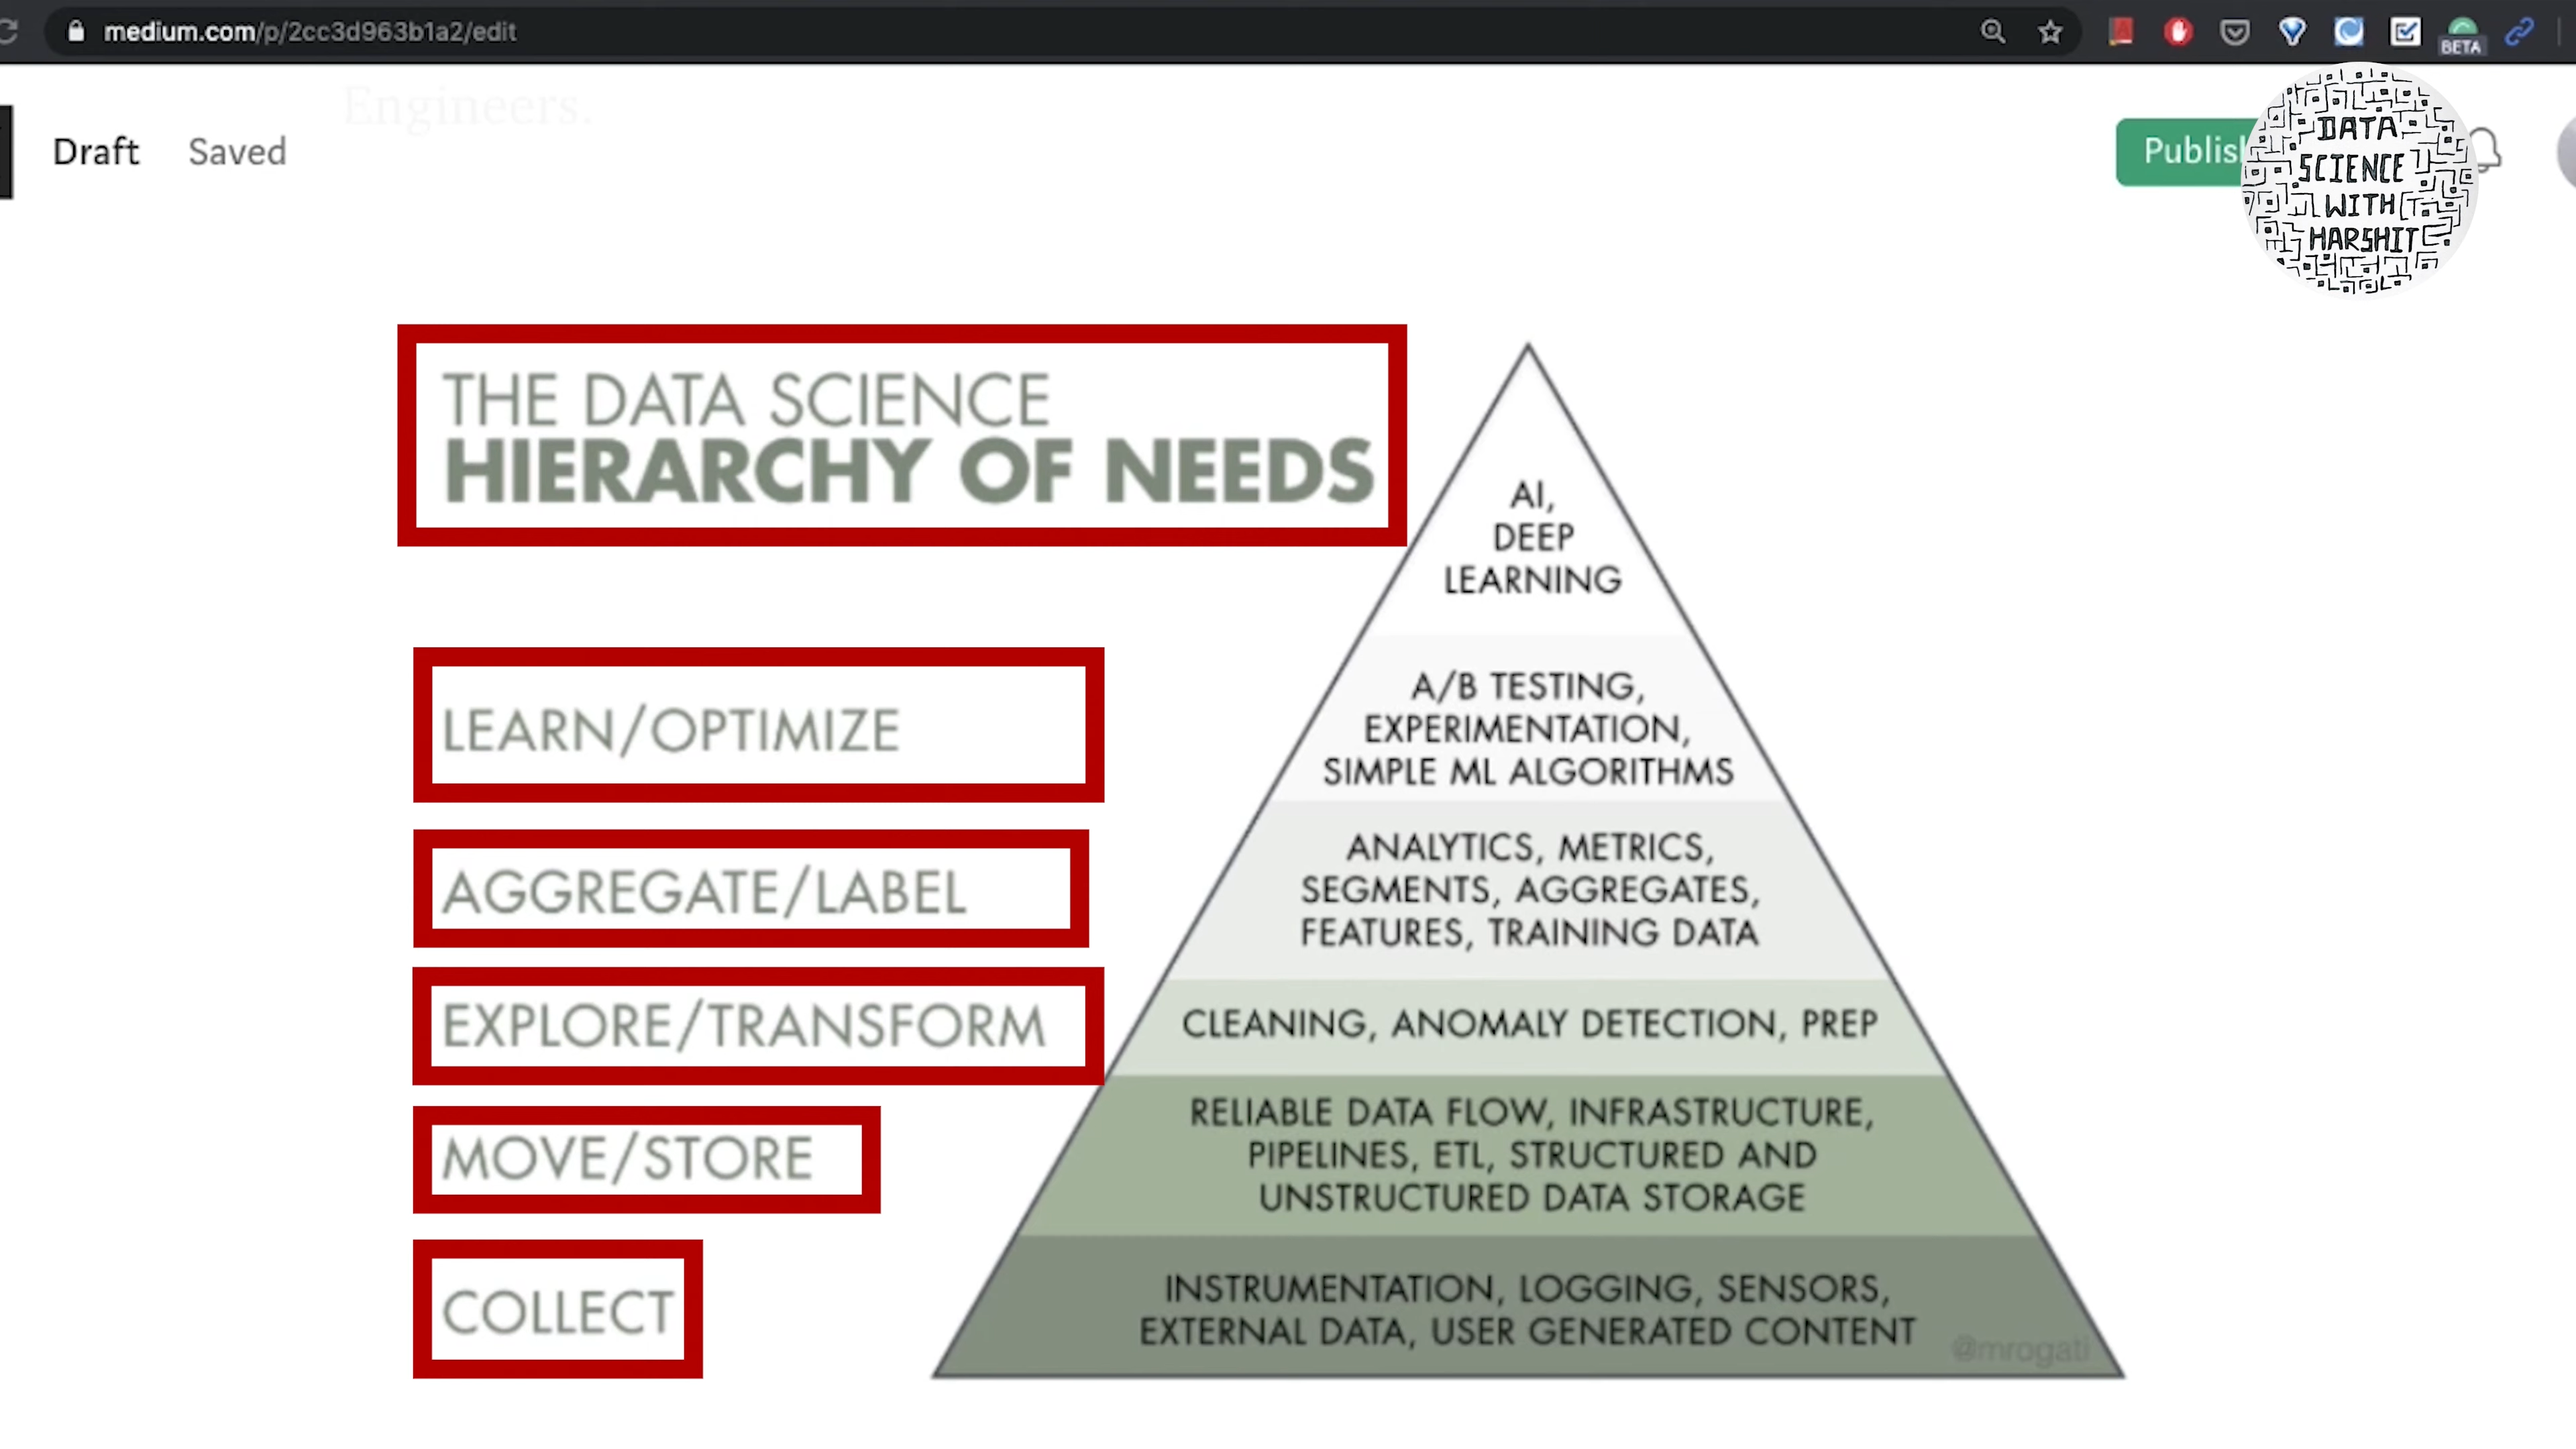 medium.com/p/2cc3d963b1a2/edit
BETA
Engineers.
Draft Saved
DATA
SCIENCE
WITH
HARSHIT
THE DATA SCIENCE
HIERARCHY OF NEEDS
AI,
DEEP
LEARNING
LEARN/OPTIMIZE
A/B TESTING,
EXPERIMENTATION,
SIMPLE ML ALGORITHMS
AGGREGATE/LABEL
ANALYTICS, METRICS,
SEGMENTS, AGGREGATES,
FEATURES, TRAINING DATA
EXPLORE/TRANSFORM
CLEANING, ANOMALY DETECTION, PREP
MOVE/STORE
RELIABLE DATA FLOW, INFRASTRUCTURE,
PIPELINES, ETL, STRUCTURED AND
UNSTRUCTURED DATA STORAGE
COLLECT
INSTRUMENTATION, LOGGING, SENSORS,
EXTERNAL DATA, USER GENERATED CONTENT
@mrogati